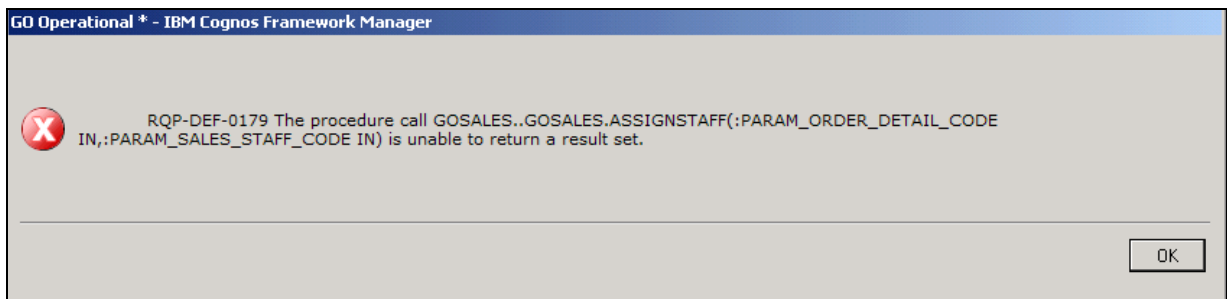 GO Operational * - IBM Cognos Framework Manager
RQP-DEF-0179 The procedure call GOSALES..GOSALES.ASSIGNSTAFF(:PARAM_ORDER_DETAIL_CODE
IN,:PARAM_SALES_STAFF_CODE IN) is unable to return a result set.
OK